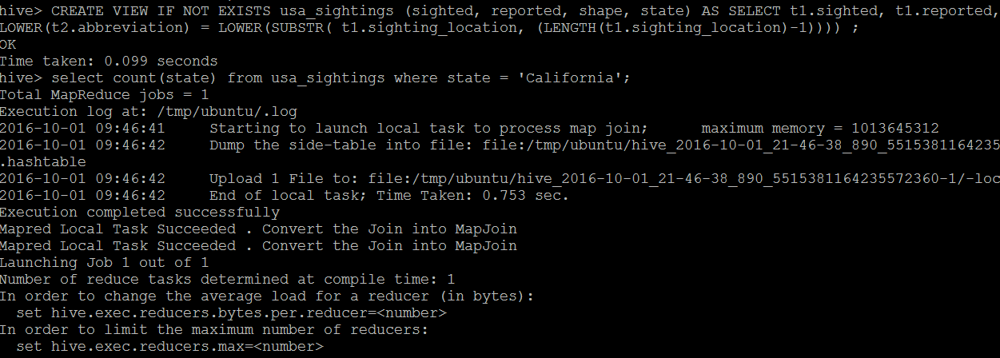 hive> CREATE VIEW IF NOT EXISTS usa_sightings (sighted, reported, shape, state) AS SELECT t1.sighted, t1.reported,
LOWER(t2.abbreviation) = LOWER(SUBSTR( t1.sighting_location, (LENGTH(t1.sighting_location)-1)))) ;
OK
Time taken: 0.099 seconds
hive> select count(state) from usa_sightings where state = 'California';
Total MapReduce jobs = 1
Execution log at: /tmp/ubuntu/.log
2016-10-01 09:46:41     Starting to launch local task to process map join;      maximum memory = 1013645312
2016-10-01 09:46:42     Dump the side-table into file: file:/tmp/ubuntu/hive_2016-10-01_21-46-38_890_5515381164235
.hashtable
2016-10-01 09:46:42     Upload 1 File to: file:/tmp/ubuntu/hive_2016-10-01_21-46-38_890_5515381164235572360-1/-loc
2016-10-01 09:46:42     End of local task; Time Taken: 0.753 sec.
Execution completed successfully
Mapred Local Task Succeeded . Convert the Join into MapJoin
Mapred Local Task Succeeded . Convert the Join into MapJoin
Launching Job 1 out of 1
Number of reduce tasks determined at compile time: 1
In order to change the average load for a reducer (in bytes):
  set hive.exec.reducers.bytes.per.reducer=<number>
In order to limit the maximum number of reducers:
  set hive.exec.reducers.max=<number>